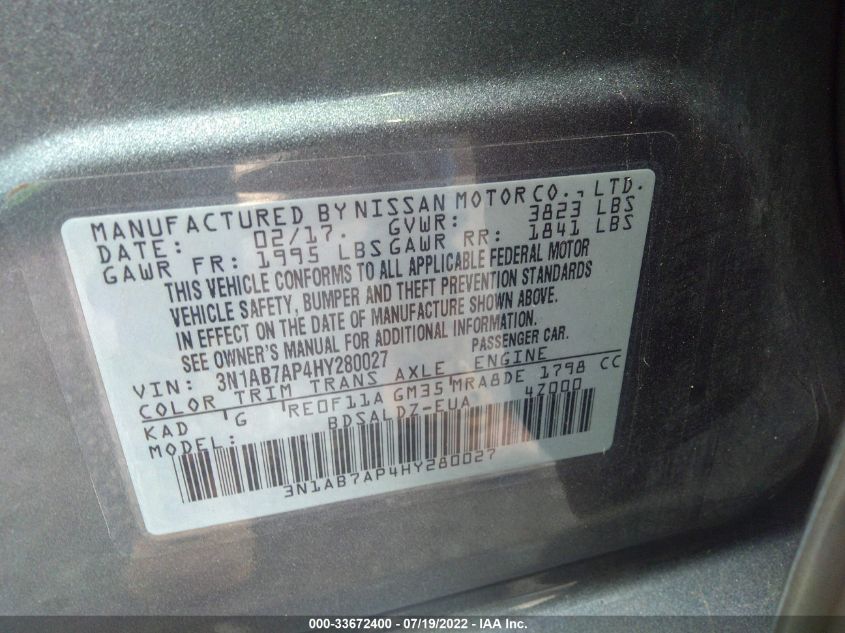 MANUFACTURED BY NISSAN MOTOR CO., LTD.
DATE: 02/17. GVWR: 3823 LBS
GAWR FR: 1995 LBS GAWR RR: 1841 LBS
THIS VEHICLE CONFORMS TO ALL APPLICABLE FEDERAL MOTOR
VEHICLE SAFETY, BUMPER AND THEFT PREVENTION STANDARDS
IN EFFECT ON THE DATE OF MANUFACTURE SHOWN ABOVE.
SEE OWNER'S MANUAL FOR ADDITIONAL INFORMATION.
VIN: 3N1AB7AP4HY280027 PASSENGER CAR.
COLOR TRIM TRANS AXLE ENGINE
KAD G RE0F11A GM35 MRA8DE 1798 CC
MODEL: BDSALDZ-EUA 4Z000
3N1AB7AP4HY280027
000-33672400 - 07/19/2022 - IAA Inc.